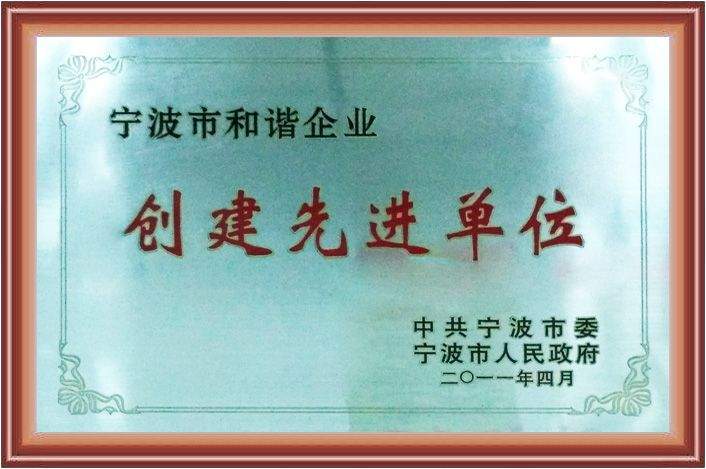 宁波市和谐企业
创建先进单位
中共宁波市委
宁波市人民政府
二〇一一年四月